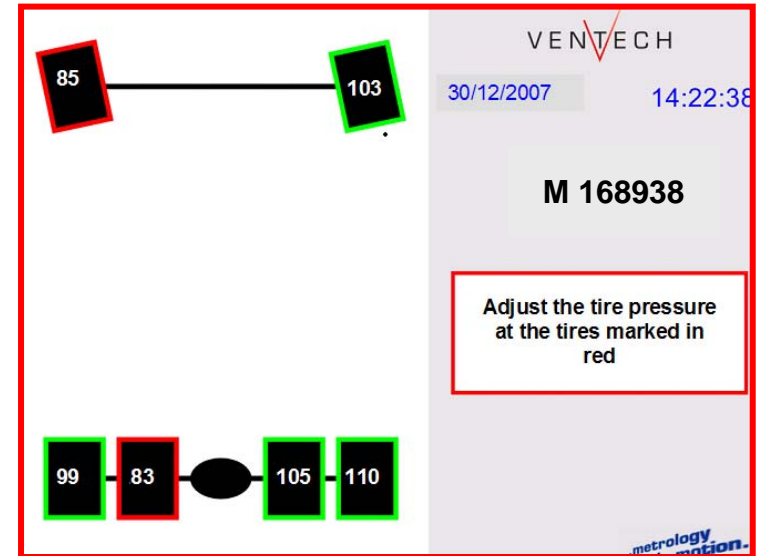 85
103
99
83
105
110
VENTECH
30/12/2007
14:22:38
M 168938
Adjust the tire pressure
at the tires marked in
red
metrology